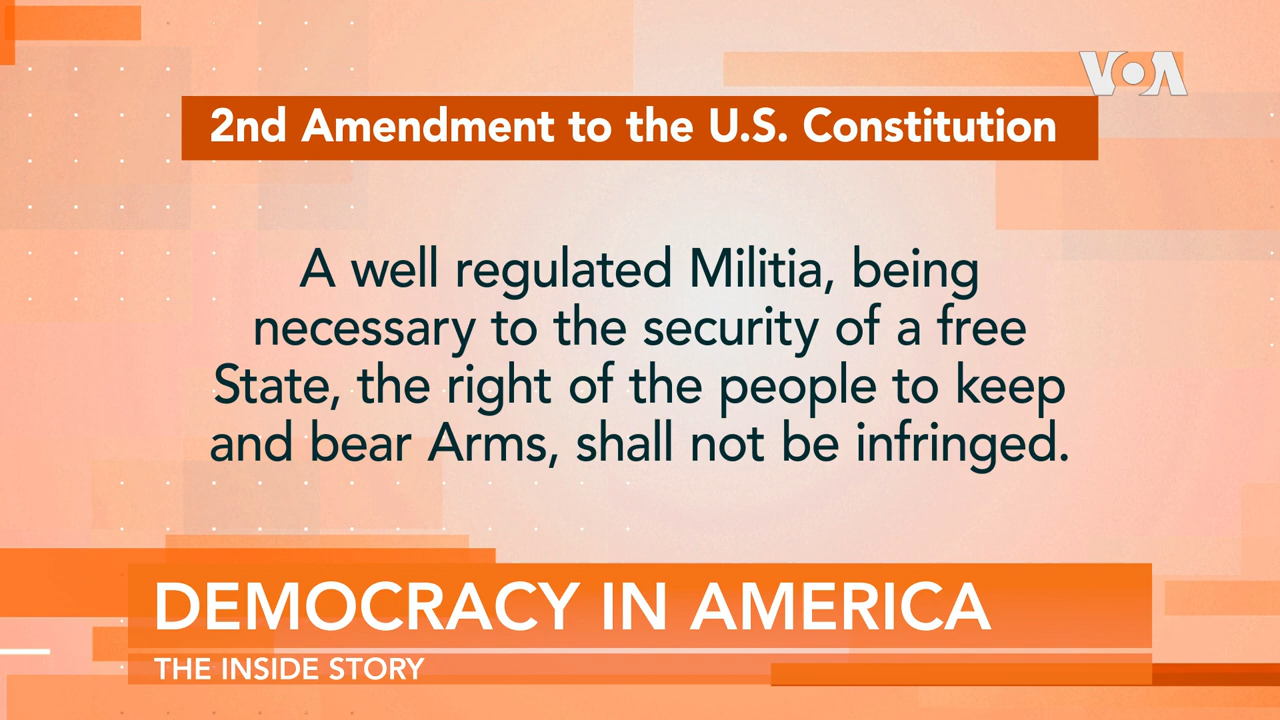 VOA
2nd Amendment to the U.S. Constitution
A well regulated Militia, being
necessary to the security of a free
State, the right of the people to keep
and bear Arms, shall not be infringed.
DEMOCRACY IN AMERICA
THE INSIDE STORY